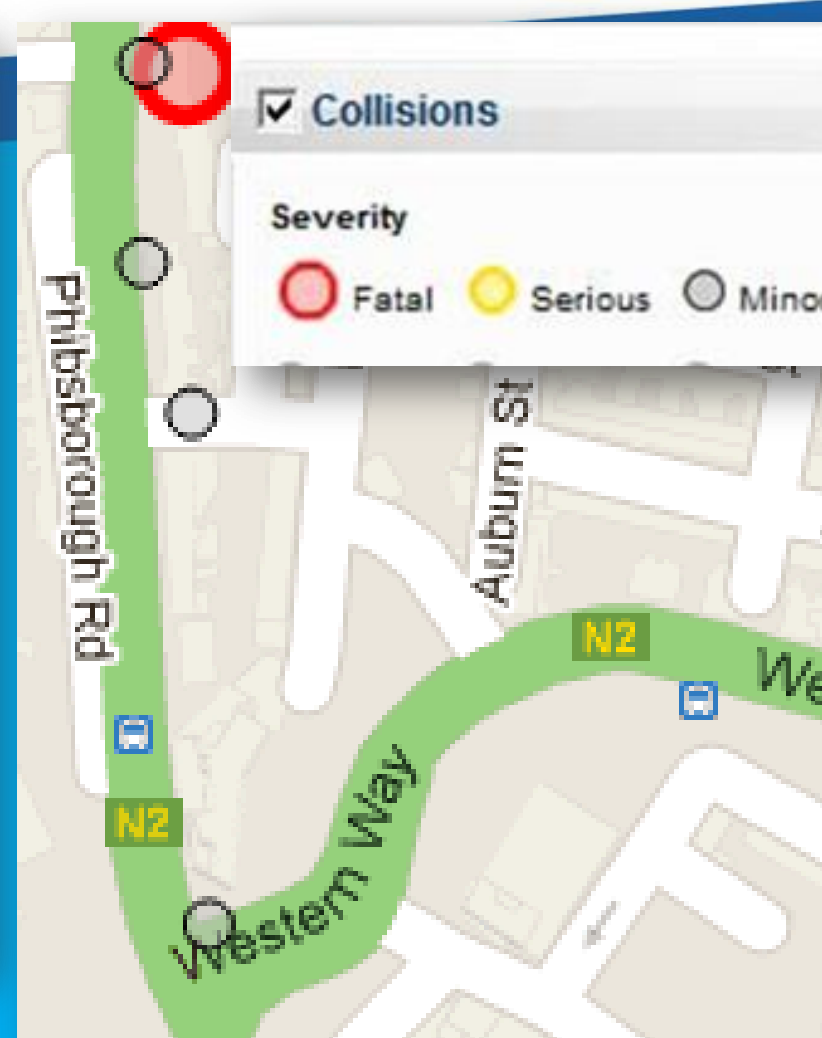 Collisions
Severity
Fatal
Serious
Phibsborough Rd
Auburn St
N2
N2
Western Way